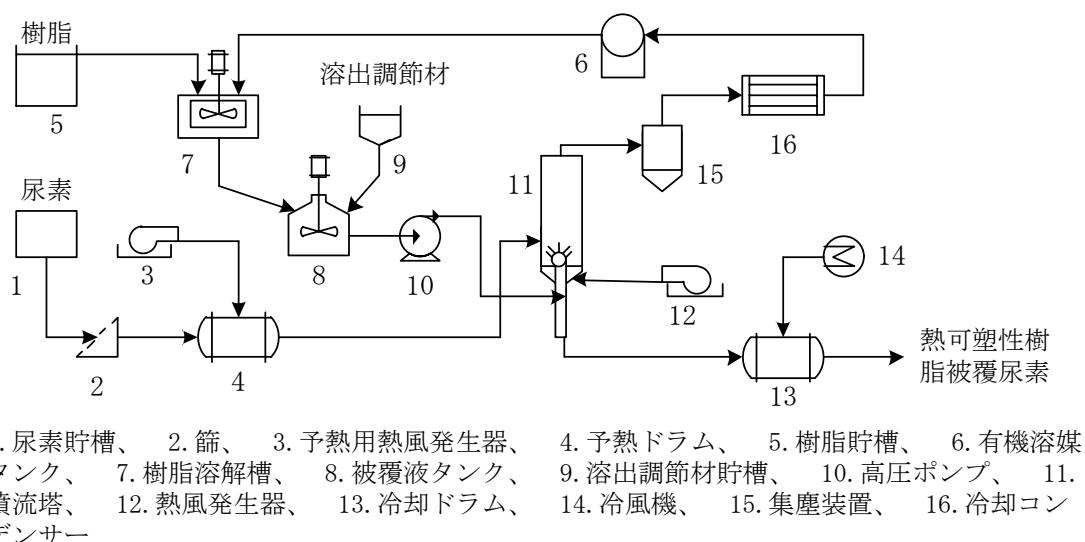 樹脂
溶出調節材
5
6
7
9
15
16
11
尿素
1
3
8
10
14
12
2
4
13
熱可塑性樹
脂被覆尿素
.尿素貯槽、 2.篩、 3.予熱用熱風発生器、 4.予熱ドラム、 5.樹脂貯槽、 6.有機溶媒
タンク、 7.樹脂溶解槽、 8.被覆液タンク、 9.溶出調節材貯槽、 10.高圧ポンプ、 11.
噴流塔、 12.熱風発生器、 13.冷却ドラム、 14.冷風機、 15.集塵装置、 16.冷却コン
デンサー